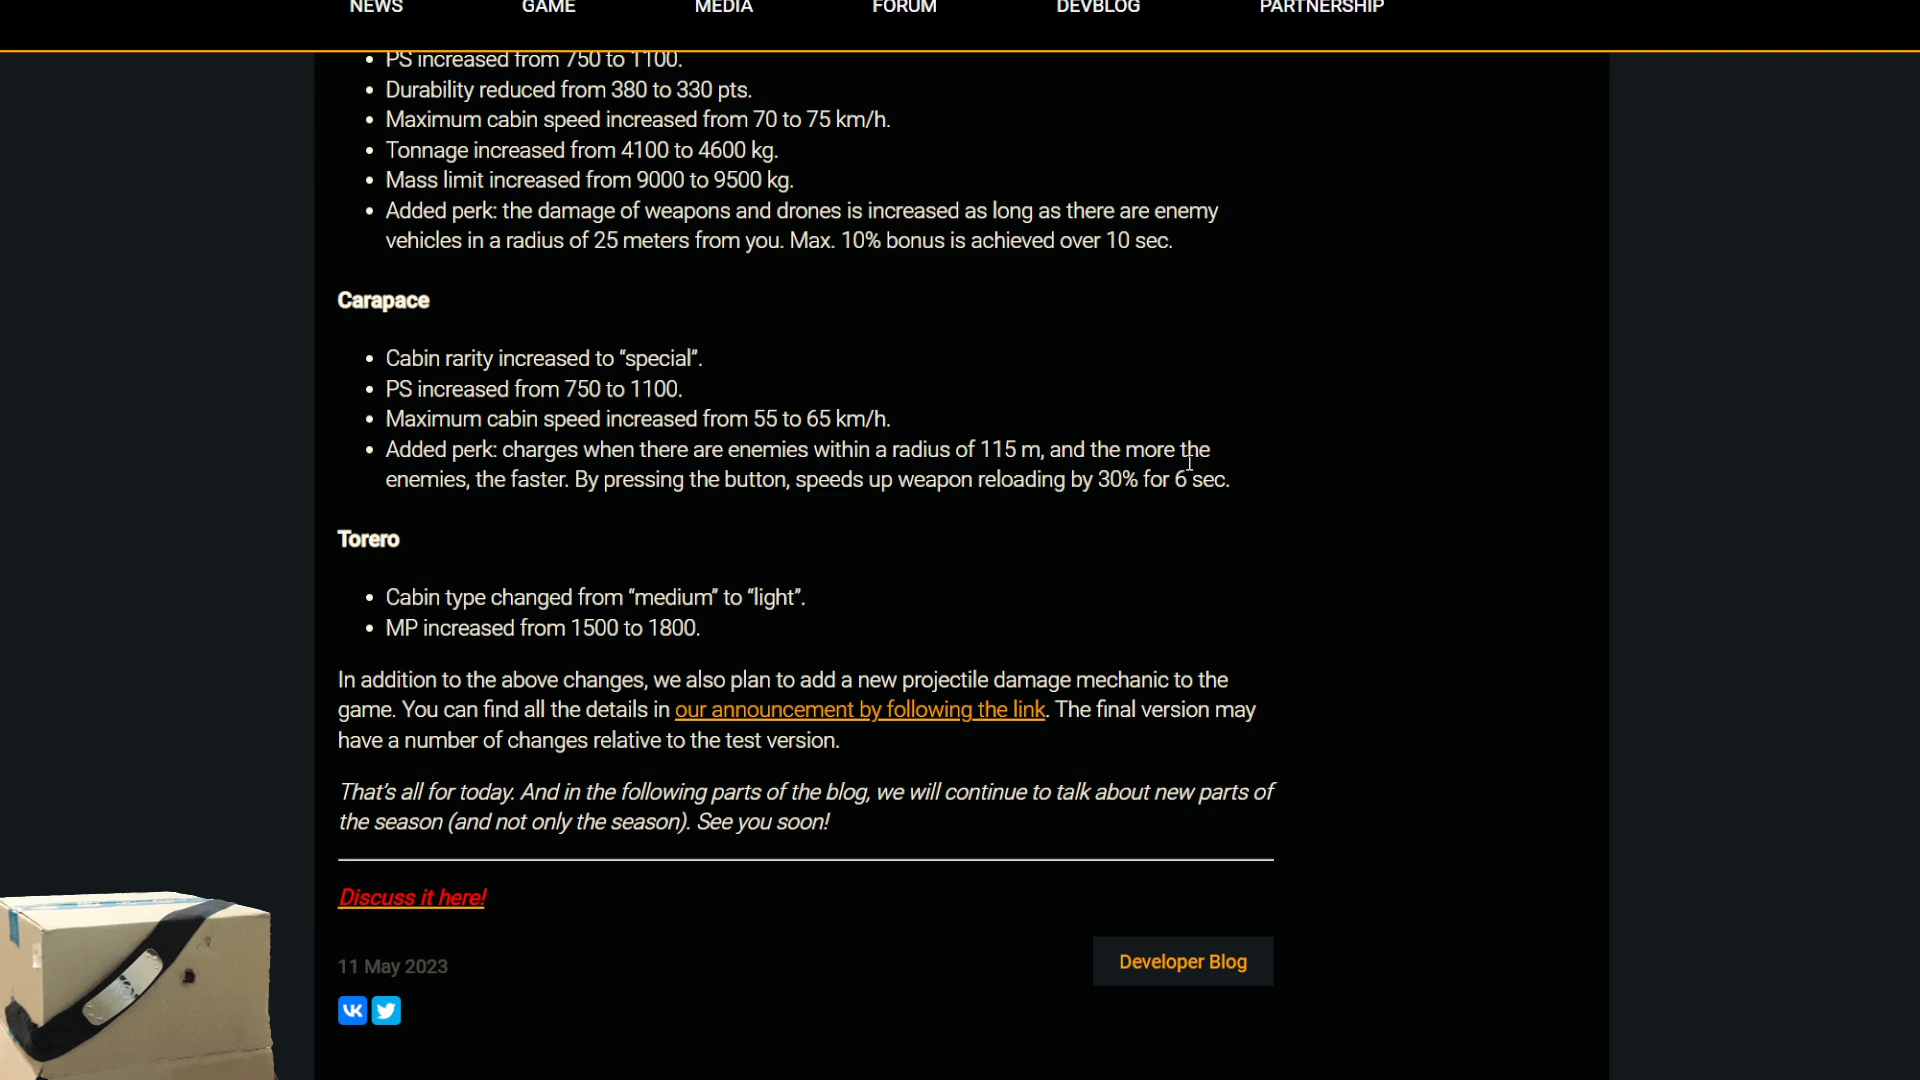 NEWS GAME MEDIA FORUM DEVBLOG PARTNERSHIP
• PS increased from 750 to 1100.
• Durability reduced from 380 to 330 pts.
• Maximum cabin speed increased from 70 to 75 km/h.
• Tonnage increased from 4100 to 4600 kg.
• Mass limit increased from 9000 to 9500 kg.
• Added perk: the damage of weapons and drones is increased as long as there are enemy
vehicles in a radius of 25 meters from you. Max. 10% bonus is achieved over 10 sec.
Carapace
• Cabin rarity increased to “special”.
• PS increased from 750 to 1100.
• Maximum cabin speed increased from 55 to 65 km/h.
• Added perk: charges when there are enemies within a radius of 115 m, and the more the
enemies, the faster. By pressing the button, speeds up weapon reloading by 30% for 6 sec.
Torero
• Cabin type changed from “medium” to “light”.
• MP increased from 1500 to 1800.
In addition to the above changes, we also plan to add a new projectile damage mechanic to the
game. You can find all the details in our announcement by following the link. The final version may
have a number of changes relative to the test version.
That’s all for today. And in the following parts of the blog, we will continue to talk about new parts of
the season (and not only the season). See you soon!
Discuss it here!
11 May 2023
Developer Blog